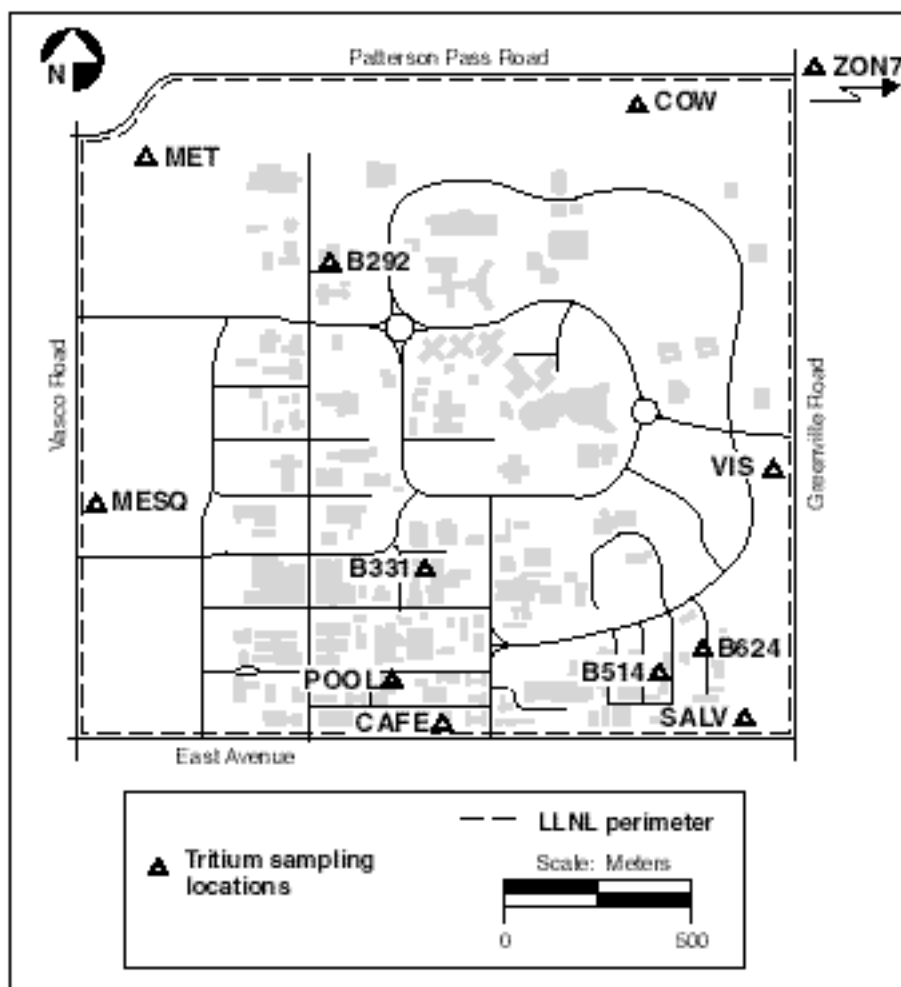 N
Patterson Pass Road
ZON7
COW
MET
B292
Vasco Road
Greenville Road
VIS
MESQ
B331
B624
B514
POOL
SALV
CAFE
East Avenue
LLNL perimeter
Tritium sampling
locations
Scale: Meters
0 500